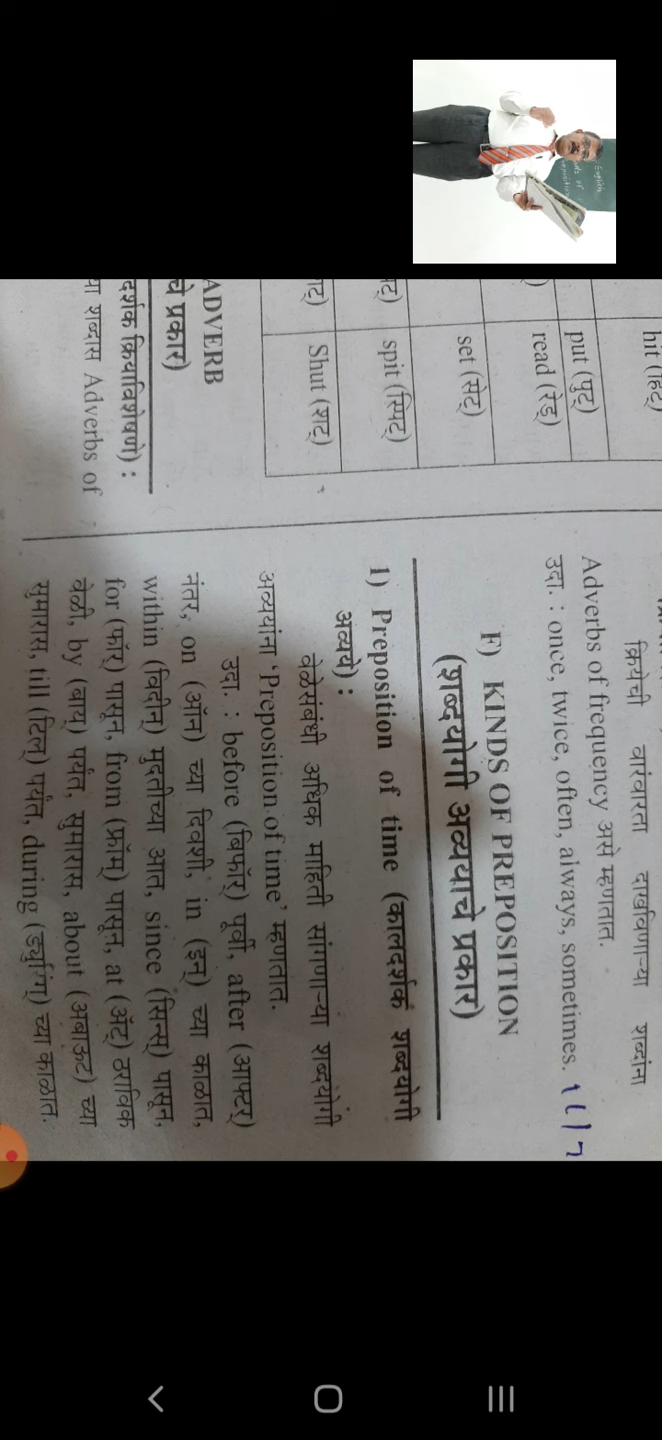 English
hit (हिट्)
put (पुट्)
read (रेड्)
set (सेट्)
spit (स्पिट्)
Shut (शट्)
ADVERB
चे प्रकार)
दर्शक क्रियाविशेषणे) :
या शब्दास Adverbs of
क्रियेची वारंवारता दाखविणाऱ्या शब्दांना
Adverbs of frequency असे म्हणतात.
उदा. : once, twice, often, always, sometimes.
F) KINDS OF PREPOSITION
(शब्दयोगी अव्ययाचे प्रकार)
1) Preposition of time (कालदर्शक शब्दयोगी
अव्यये) :
वेळेसंबंधी अधिक माहिती सांगणाऱ्या शब्दयोगी
अव्ययांना ‘Preposition of time’ म्हणतात.
उदा. : before (बिफॉर्) पूर्वी, after (आफ्टर्)
नंतर, on (ऑन) च्या दिवशी, in (इन्) च्या काळात,
within (विदीन्) मुदतीच्या आत, since (सिन्स्) पासून,
for (फॉर्) पासून, from (फ्रॉम्) पासून, at (ॲट्) ठराविक
वेळी, by (बाय्) पर्यंत, सुमारास, about (अबाऊट) च्या
सुमारास, till (टिल्) पर्यंत, during (ड्युरिंग्) च्या काळात.